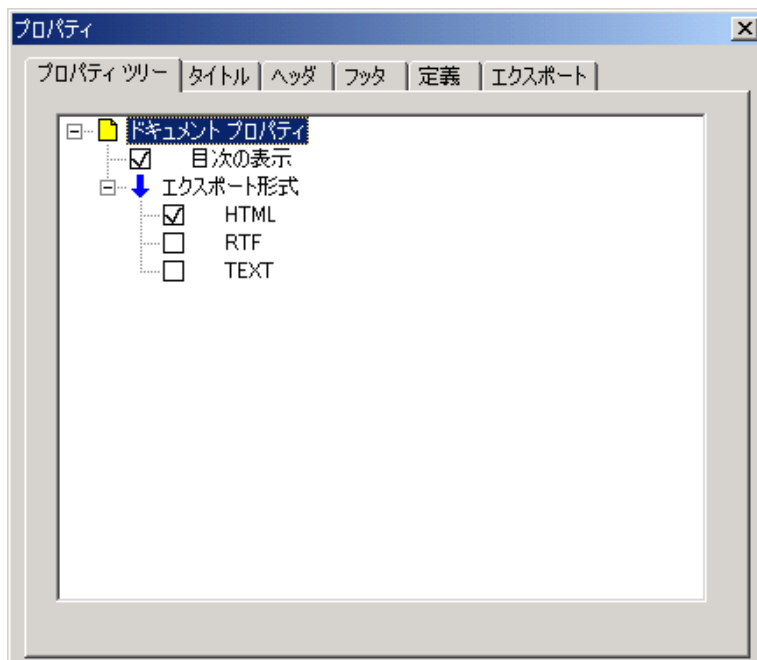 プロパティ
プロパティ ツリー タイトル ヘッダ フッタ 定義 エクスポート
ドキュメント プロパティ
目次の表示
エクスポート形式
HTML
RTF
TEXT